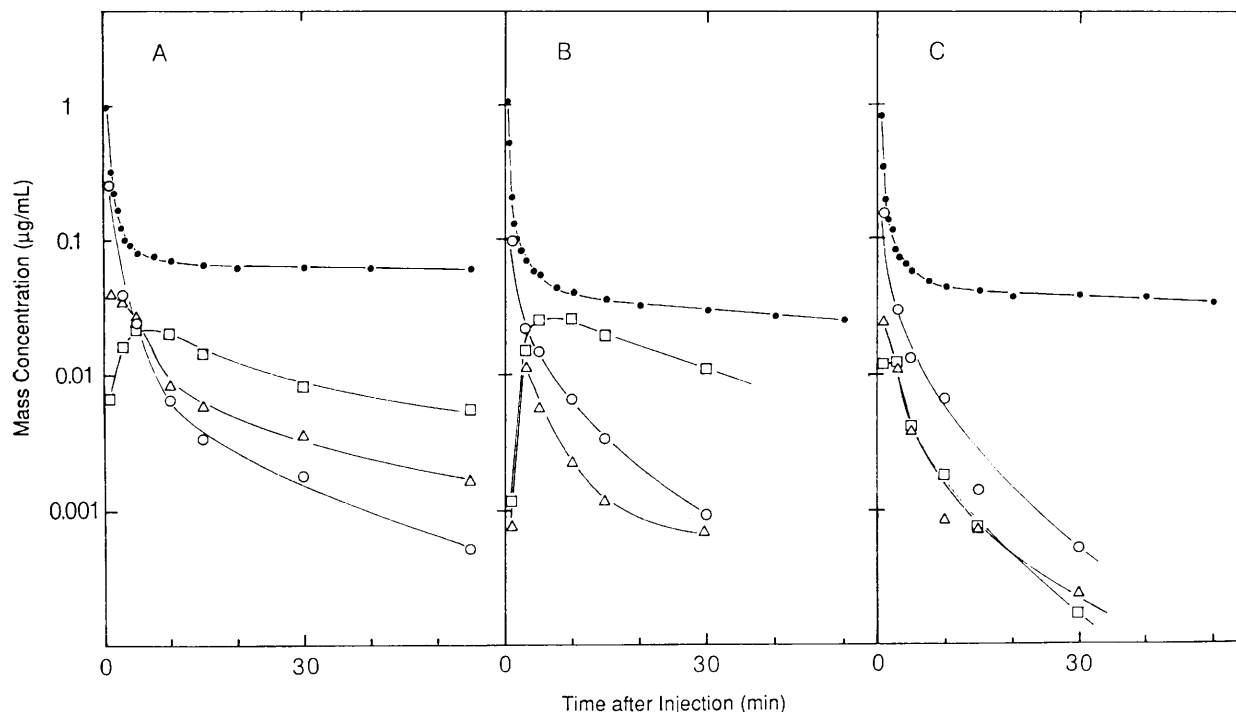 A B C
1
0.1
0.01
0.001
Mass Concentration (µg/mL)
0 30 0 30 0 30
Time after Injection (min)